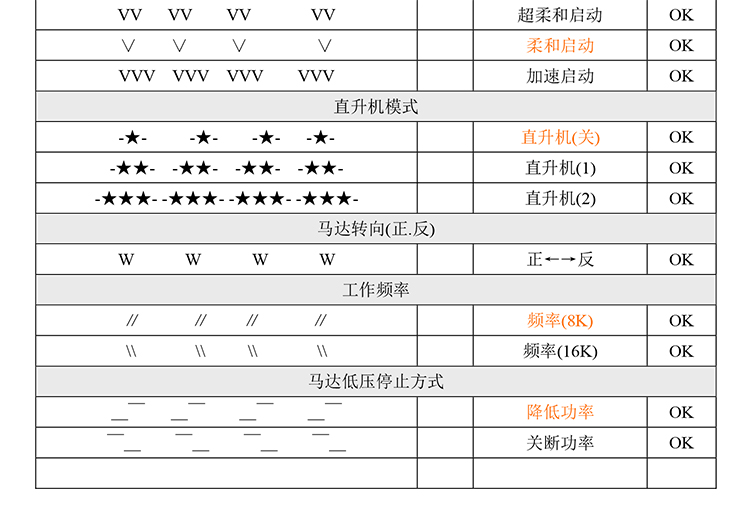 VV VV VV VV 超柔和启动 OK
∨ ∨ ∨ ∨ 柔和启动 OK
VVV VVV VVV VVV 加速启动 OK
直升机模式
-★- -★- -★- -★- 直升机(关) OK
-★★- -★★- -★★- -★★- 直升机(1) OK
-★★★- -★★★- -★★★- -★★★- 直升机(2) OK
马达转向(正.反)
W W W W 正←→反 OK
工作频率
// // // // 频率(8K) OK
\\ \\ \\ \\ 频率(16K) OK
马达低压停止方式
_— _— _— _— 降低功率 OK
—_ —_ —_ —_ 关断功率 OK